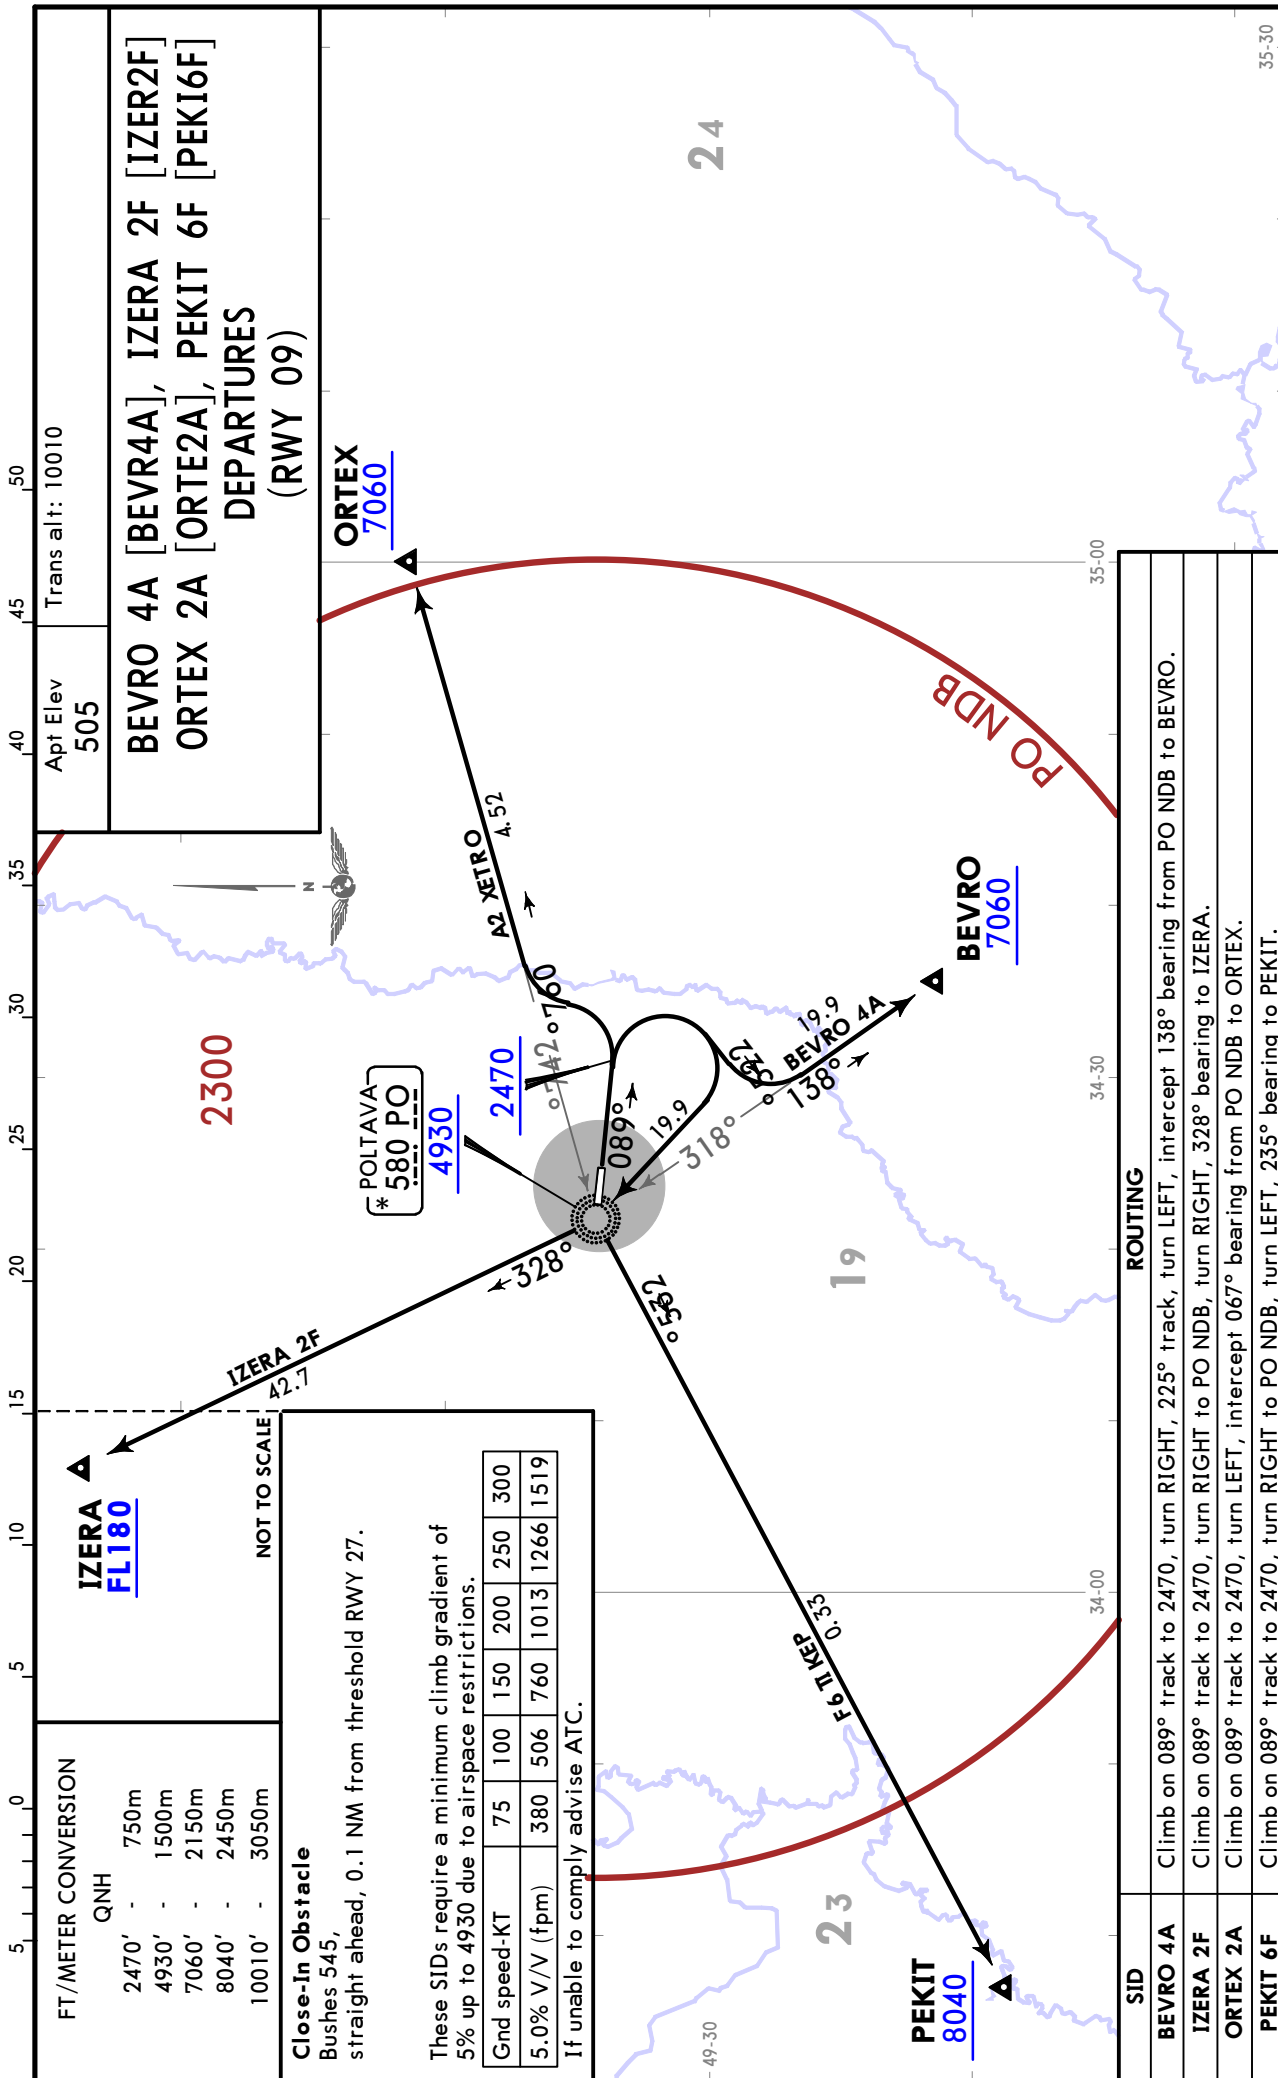 5 0 5 10 15 20 25 30 35 40 45 50
FT/METER CONVERSION
QNH
2470' - 750m
4930' - 1500m
7060' - 2150m
8040' - 2450m
10010' - 3050m
Apt Elev
505
Trans alt: 10010
BEVRO 4A [BEVR4A], IZERA 2F [IZER2F]
ORTEX 2A [ORTE2A], PEKIT 6F [PEKI6F]
DEPARTURES
(RWY 09)
IZERA
FL180
NOT TO SCALE
IZERA 2F
42.7
328°
2300
N
Close-In Obstacle
Bushes 545,
straight ahead, 0.1 NM from threshold RWY 27.
These SIDs require a minimum climb gradient of
5% up to 4930 due to airspace restrictions.
Gnd speed-KT 75 100 150 200 250 300
5.0% V/V (fpm) 380 506 760 1013 1266 1519
If unable to comply advise ATC.
POLTAVA
* 580 PO
4930
2470
ORTEX
7060
089°
19.9
318°
138°
BEVRO 4A
19.9
BEVRO
7060
PO NDB
24
19
23
PEKIT
8040
49-30
34-00
34-30
35-00
35-30
SID ROUTING
BEVRO 4A Climb on 089° track to 2470, turn RIGHT, 225° track, turn LEFT, intercept 138° bearing from PO NDB to BEVRO.
IZERA 2F Climb on 089° track to 2470, turn RIGHT to PO NDB, turn RIGHT, 328° bearing to IZERA.
ORTEX 2A Climb on 089° track to 2470, turn LEFT, intercept 067° bearing from PO NDB to ORTEX.
PEKIT 6F Climb on 089° track to 2470, turn RIGHT to PO NDB, turn LEFT, 235° bearing to PEKIT.